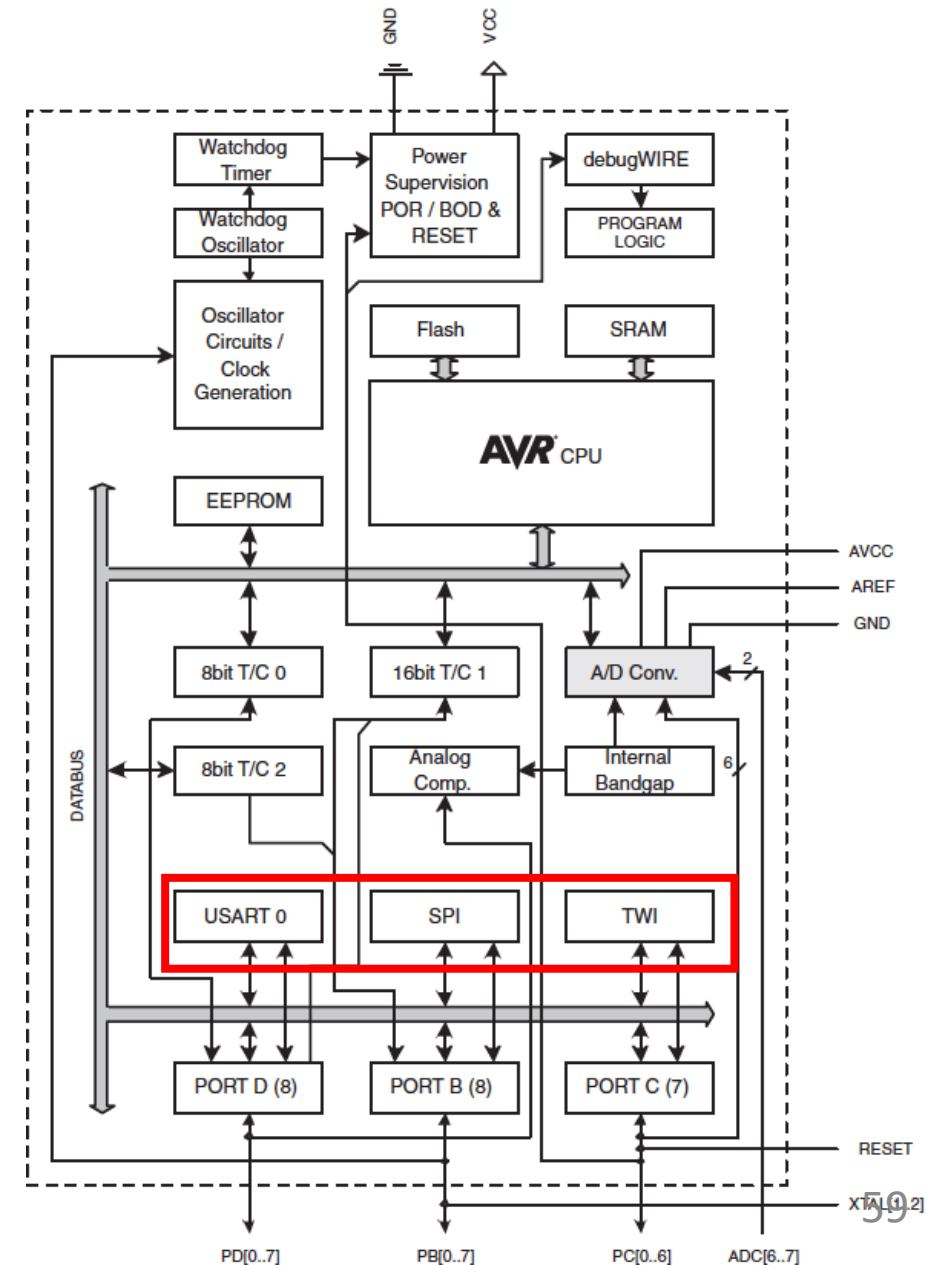 GND
VCC
Watchdog
Timer
Power
Supervision
POR / BOD &
RESET
debugWIRE
Watchdog
Oscillator
PROGRAM
LOGIC
Oscillator
Circuits /
Clock
Generation
Flash
SRAM
AVR CPU
EEPROM
AVCC
AREF
GND
8bit T/C 0
16bit T/C 1
A/D Conv.
2
8bit T/C 2
Analog
Comp.
Internal
Bandgap
6
DATABUS
USART 0
SPI
TWI
PORT D (8)
PORT B (8)
PORT C (7)
RESET
XTAL[1..2]
59
PD[0..7]
PB[0..7]
PC[0..6]
ADC[6..7]